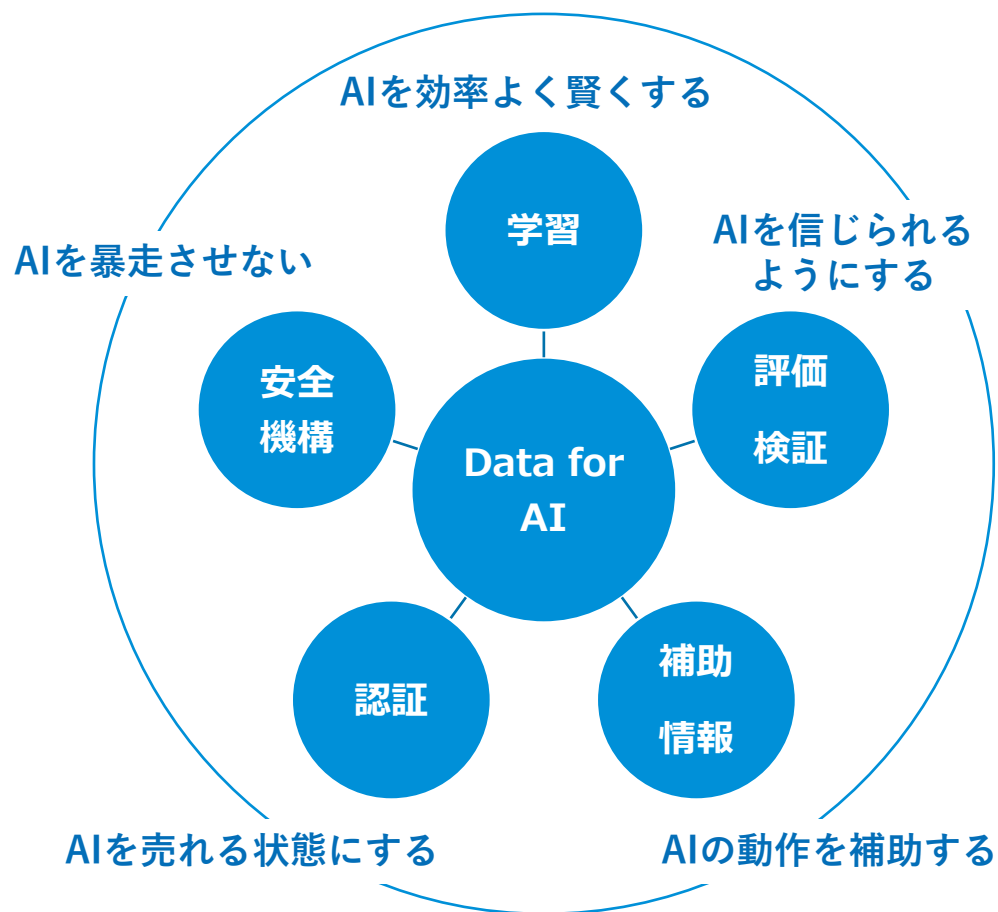 AIを効率よく賢くする
学習
AIを信じられる
ようにする
AIを暴走させない
安全
機構
評価
検証
Data for
AI
認証
補助
情報
AIを売れる状態にする
AIの動作を補助する